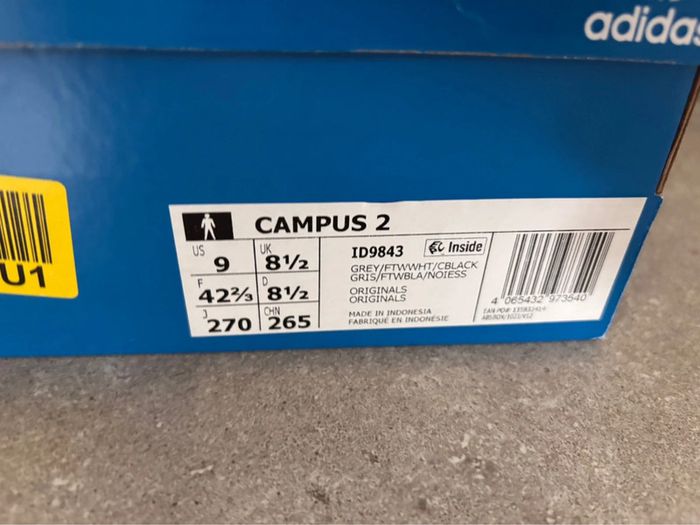 adidas
U1
CAMPUS 2
US 9
UK 8½
F 42⅔
D 8½
J 270
CHN 265
ID9843
Inside
GREY/FTWWHT/CBLACK
GRIS/FTWBLA/NOIESS
ORIGINALS
ORIGINALS
MADE IN INDONESIA
FABRIQUÉ EN INDONÉSIE
4 065432 973540